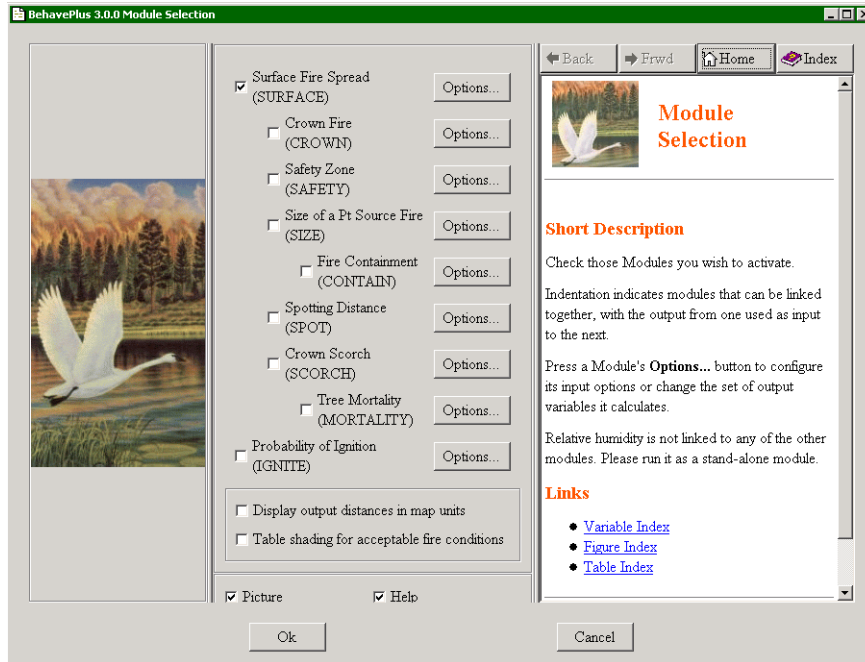 BehavePlus 3.0.0 Module Selection
Surface Fire Spread
(SURFACE)
Options...
Crown Fire
(CROWN)
Options...
Safety Zone
(SAFETY)
Options...
Size of a Pt Source Fire
(SIZE)
Options...
Fire Containment
(CONTAIN)
Options...
Spotting Distance
(SPOT)
Options...
Crown Scorch
(SCORCH)
Options...
Tree Mortality
(MORTALITY)
Options...
Probability of Ignition
(IGNITE)
Options...
Display output distances in map units
Table shading for acceptable fire conditions
Picture
Help
Back
Frwd
Home
Index
Module
Selection
Short Description
Check those Modules you wish to activate.
Indentation indicates modules that can be linked
together, with the output from one used as input
to the next.
Press a Module's Options... button to configure
its input options or change the set of output
variables it calculates.
Relative humidity is not linked to any of the other
modules. Please run it as a stand-alone module.
Links
Variable Index
Figure Index
Table Index
Ok
Cancel